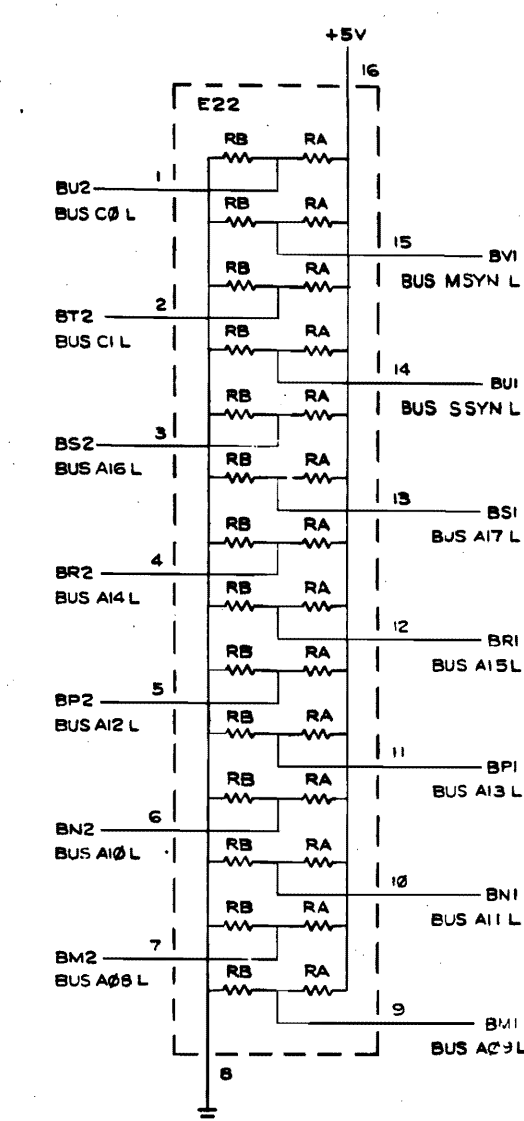 +5V
16
E22
RB RA
1
BU2
BUS CØ L
RB RA
15
BV1
BUS MSYN L
RB RA
2
BT2
BUS C1 L
RB RA
14
BU1
BUS SSYN L
RB RA
3
BS2
BUS A16 L
RB RA
13
BS1
BUS A17 L
RB RA
4
BR2
BUS A14 L
RB RA
12
BR1
BUS A15 L
RB RA
5
BP2
BUS A12 L
RB RA
11
BP1
BUS A13 L
RB RA
6
BN2
BUS A1Ø L
RB RA
1Ø
BN1
BUS A11 L
RB RA
7
BM2
BUS AØ8 L
RB RA
9
BM1
BUS AØ9 L
8